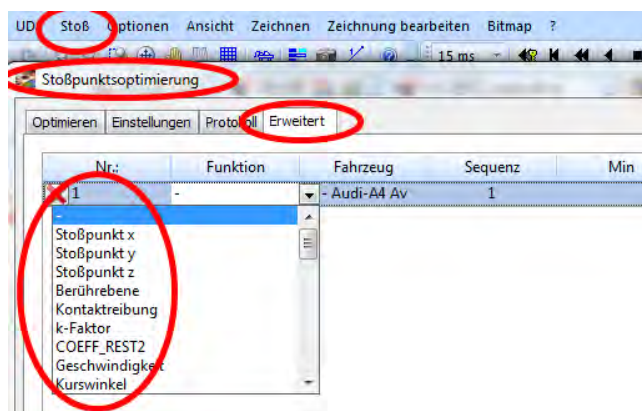 UD Stoß Optionen Ansicht Zeichnen Zeichnung bearbeiten Bitmap ?
15 ms
Stoßpunktsoptimierung
Optimieren Einstellungen Protokoll Erweitert
Nr.: Funktion Fahrzeug Sequenz Min
1 - - Audi-A4 Av 1
-
Stoßpunkt x
Stoßpunkt y
Stoßpunkt z
Berührebene
Kontaktreibung
k-Faktor
COEFF_REST2
Geschwindigkeit
Kurswinkel